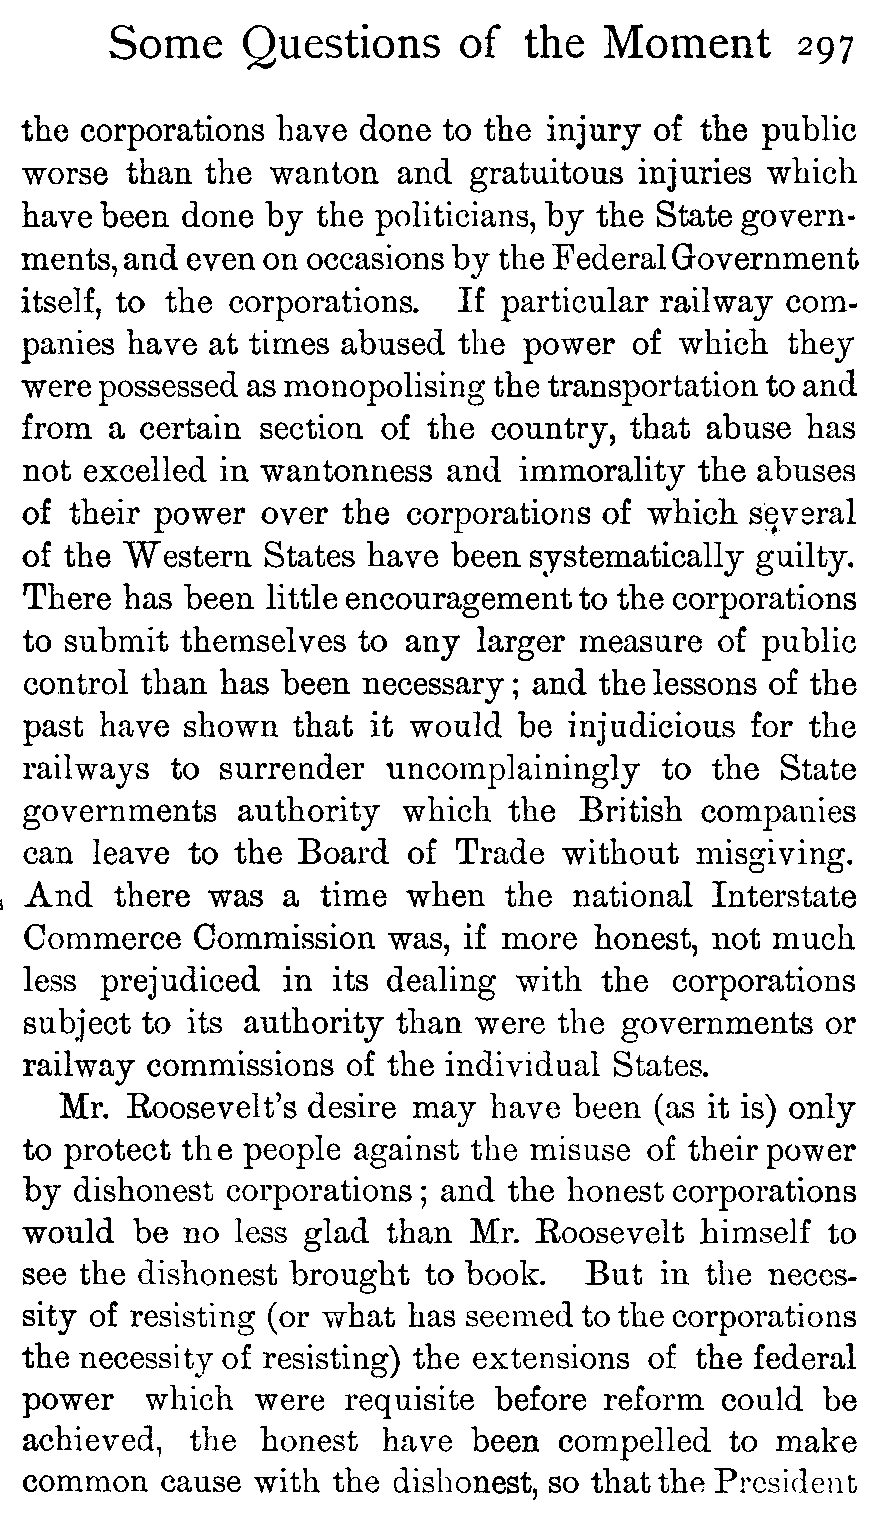 Some Questions of the Moment 297
the corporations have done to the injury of the public
worse than the wanton and gratuitous injuries which
have been done by the politicians, by the State govern-
ments, and even on occasions by the Federal Government
itself, to the corporations. If particular railway com-
panies have at times abused the power of which they
were possessed as monopolising the transportation to and
from a certain section of the country, that abuse has
not excelled in wantonness and immorality the abuses
of their power over the corporations of which several
of the Western States have been systematically guilty.
There has been little encouragement to the corporations
to submit themselves to any larger measure of public
control than has been necessary; and the lessons of the
past have shown that it would be injudicious for the
railways to surrender uncomplainingly to the State
governments authority which the British companies
can leave to the Board of Trade without misgiving.
And there was a time when the national Interstate
Commerce Commission was, if more honest, not much
less prejudiced in its dealing with the corporations
subject to its authority than were the governments or
railway commissions of the individual States.
Mr. Roosevelt's desire may have been (as it is) only
to protect the people against the misuse of their power
by dishonest corporations; and the honest corporations
would be no less glad than Mr. Roosevelt himself to
see the dishonest brought to book. But in the neces-
sity of resisting (or what has seemed to the corporations
the necessity of resisting) the extensions of the federal
power which were requisite before reform could be
achieved, the honest have been compelled to make
common cause with the dishonest, so that the President